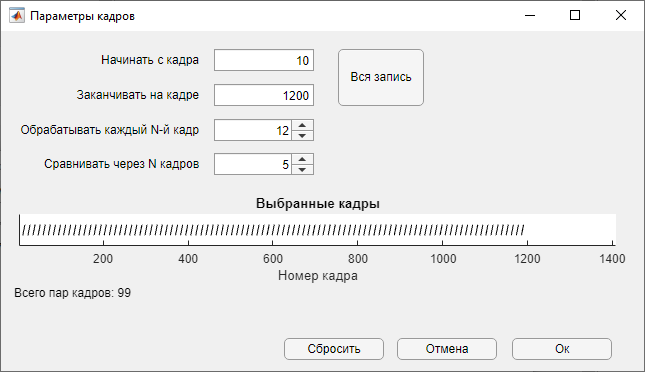 Параметры кадров
Начинать с кадра 10
Вся запись
Заканчивать на кадре 1200
Обрабатывать каждый N-й кадр 12
Сравнивать через N кадров 5
Выбранные кадры
200 400 600 800 1000 1200 1400
Номер кадра
Всего пар кадров: 99
Сбросить Отмена Ок